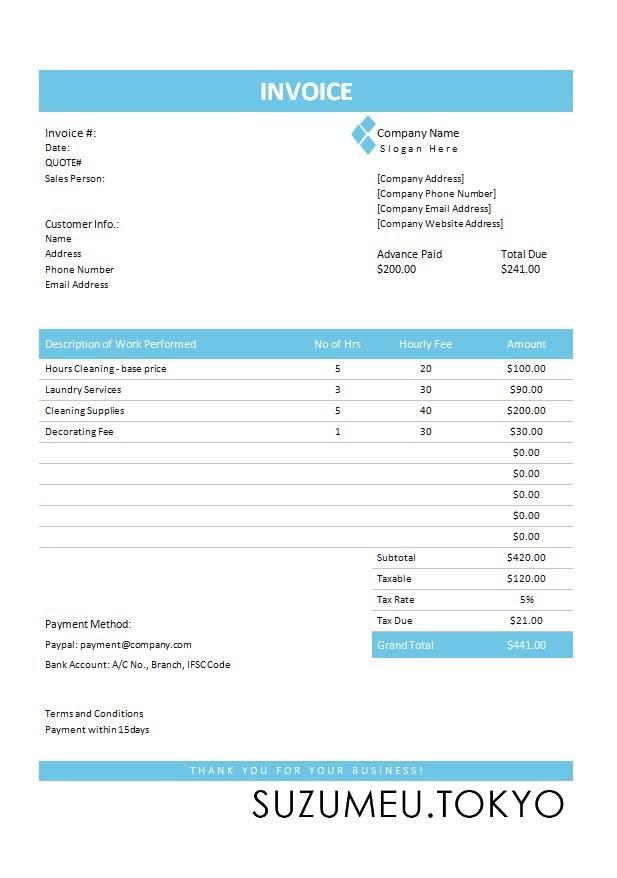 INVOICE
Invoice #:
Date:
QUOTE#
Sales Person:
Company Name
Slogan Here
[Company Address]
[Company Phone Number]
[Company Email Address]
[Company Website Address]
Customer Info.:
Name
Address
Phone Number
Email Address
Advance Paid Total Due
$200.00 $241.00
Description of Work Performed No of Hrs Hourly Fee Amount
Hours Cleaning - base price 5 20 $100.00
Laundry Services 3 30 $90.00
Cleaning Supplies 5 40 $200.00
Decorating Fee 1 30 $30.00
$0.00
$0.00
$0.00
$0.00
$0.00
Subtotal $420.00
Taxable $120.00
Tax Rate 5%
Tax Due $21.00
Grand Total $441.00
Payment Method:
Paypal: payment@company.com
Bank Account: A/C No., Branch, IFSC Code
Terms and Conditions
Payment within 15days
THANK YOU FOR YOUR BUSINESS!
SUZUMEU.TOKYO